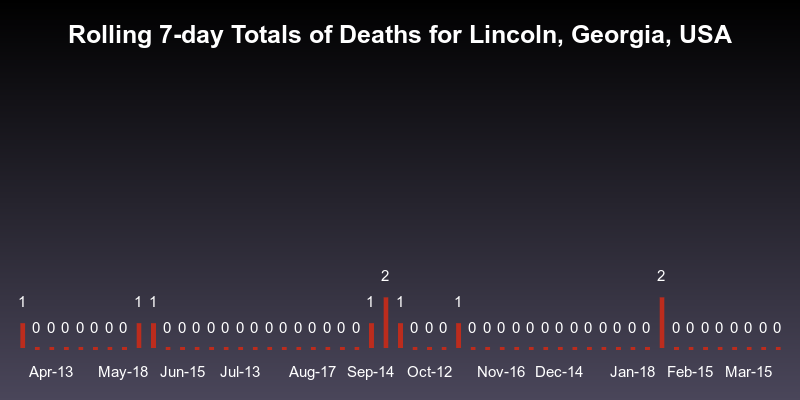 Rolling 7-day Totals of Deaths for Lincoln, Georgia, USA
2 2
1 1 1 1 1 1
0 0 0 0 0 0 0 0 0 0 0 0 0 0 0 0 0 0 0 0 0 0 0 0 0 0 0 0 0 0 0 0 0 0 0 0 0 0 0 0 0 0 0 0 0
Apr-13 May-18 Jun-15 Jul-13 Aug-17 Sep-14 Oct-12 Nov-16 Dec-14 Jan-18 Feb-15 Mar-15